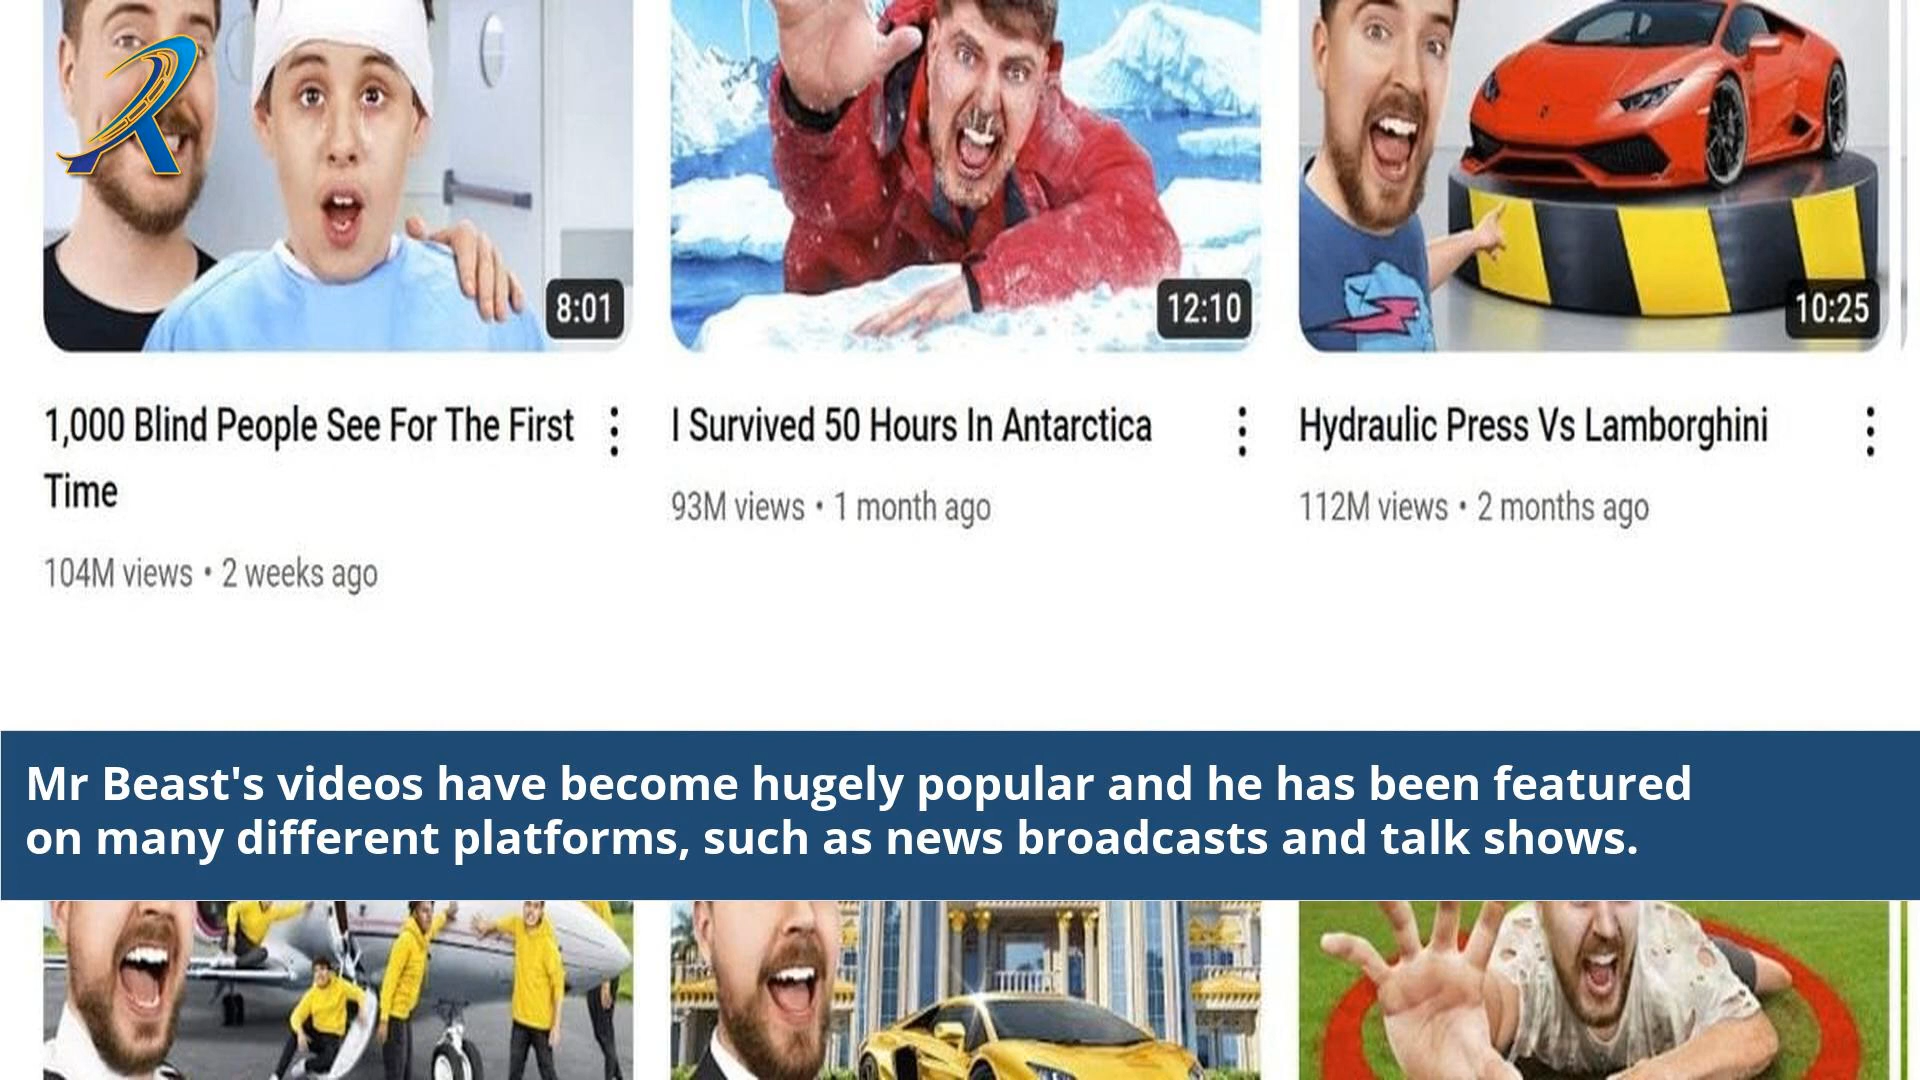 8:01
12:10
10:25
1,000 Blind People See For The First
Time
104M views • 2 weeks ago
I Survived 50 Hours In Antarctica
93M views • 1 month ago
Hydraulic Press Vs Lamborghini
112M views • 2 months ago
Mr Beast's videos have become hugely popular and he has been featured
on many different platforms, such as news broadcasts and talk shows.